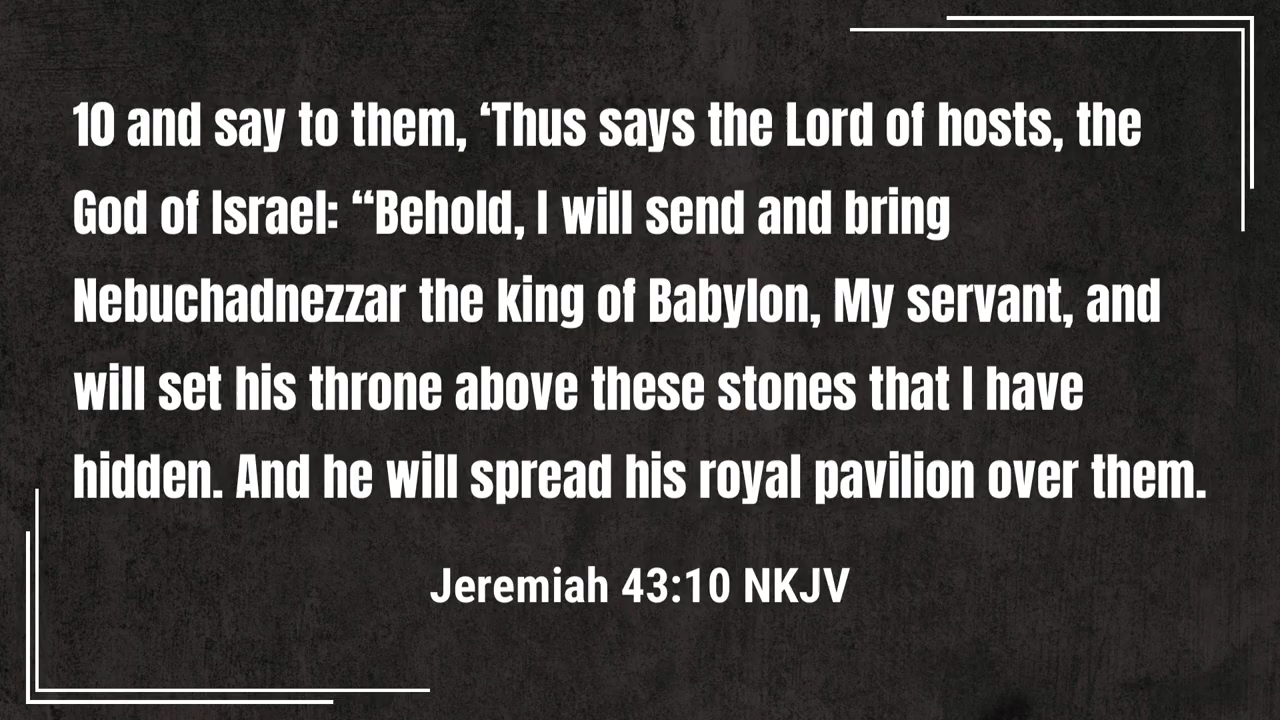 10 and say to them, ‘Thus says the Lord of hosts, the
God of Israel: “Behold, I will send and bring
Nebuchadnezzar the king of Babylon, My servant, and
will set his throne above these stones that I have
hidden. And he will spread his royal pavilion over them.
Jeremiah 43:10 NKJV